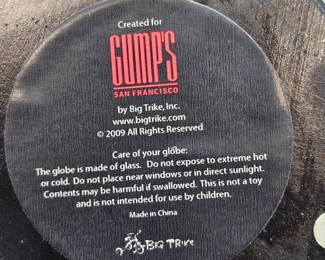 Created for
GUMP'S
SAN FRANCISCO
by Big Trike, Inc.
www.bigtrike.com
© 2009 All Rights Reserved
Care of your globe:
The globe is made of glass. Do not expose to extreme hot
or cold. Do not place near windows or in direct sunlight.
Contents may be harmful if swallowed. This is not a toy
and is not intended for use by children.
Made in China
BIG TRIKE